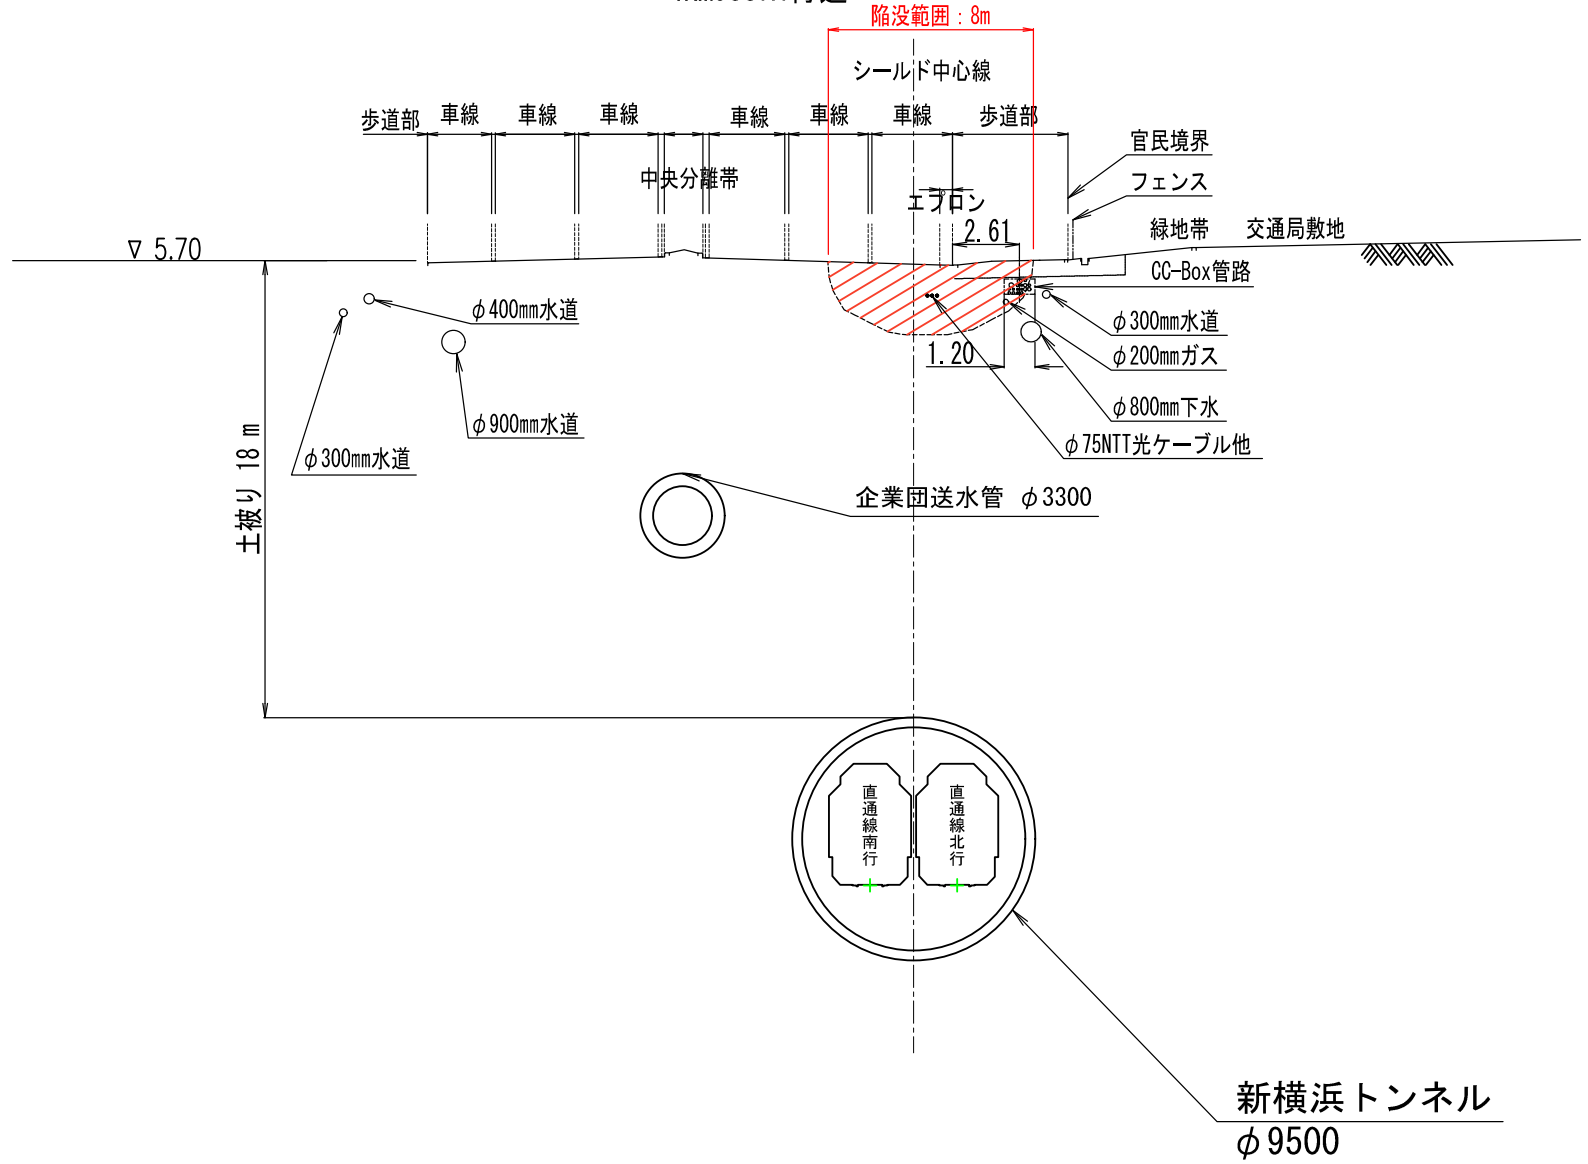 陥没範囲：8m
シールド中心線
歩道部
車線
車線
車線
車線
車線
車線
歩道部
官民境界
中央分離帯
フェンス
エプロン
2.61
緑地帯
交通局敷地
▽ 5.70
CC-Box管路
φ400mm水道
φ300mm水道
1.20
φ200mmガス
φ800mm下水
φ900mm水道
φ75NTT光ケーブル他
φ300mm水道
土被り 18 m
企業団送水管 φ3300
直通線南行
直通線北行
新横浜トンネル
φ9500